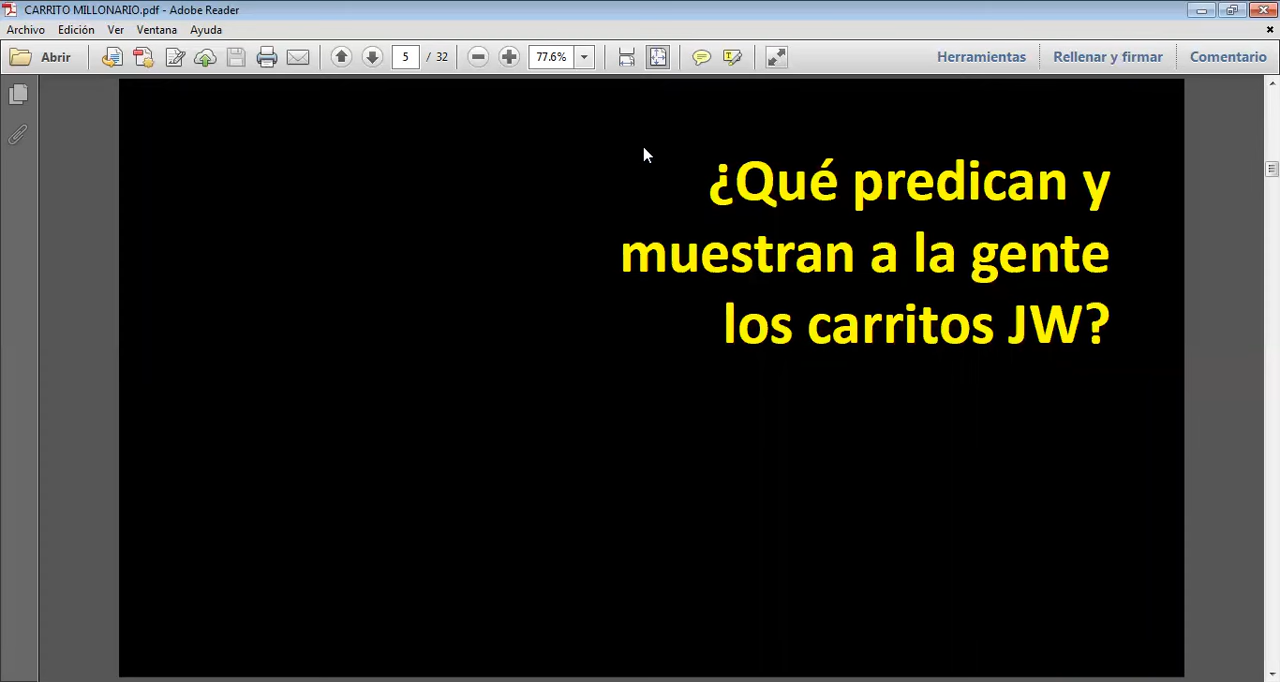 CARRITO MILLONARIO.pdf - Adobe Reader
Archivo Edición Ver Ventana Ayuda
Abrir 5 / 32 77.6% Herramientas Rellenar y firmar Comentario
¿Qué predican y
muestran a la gente
los carritos JW?